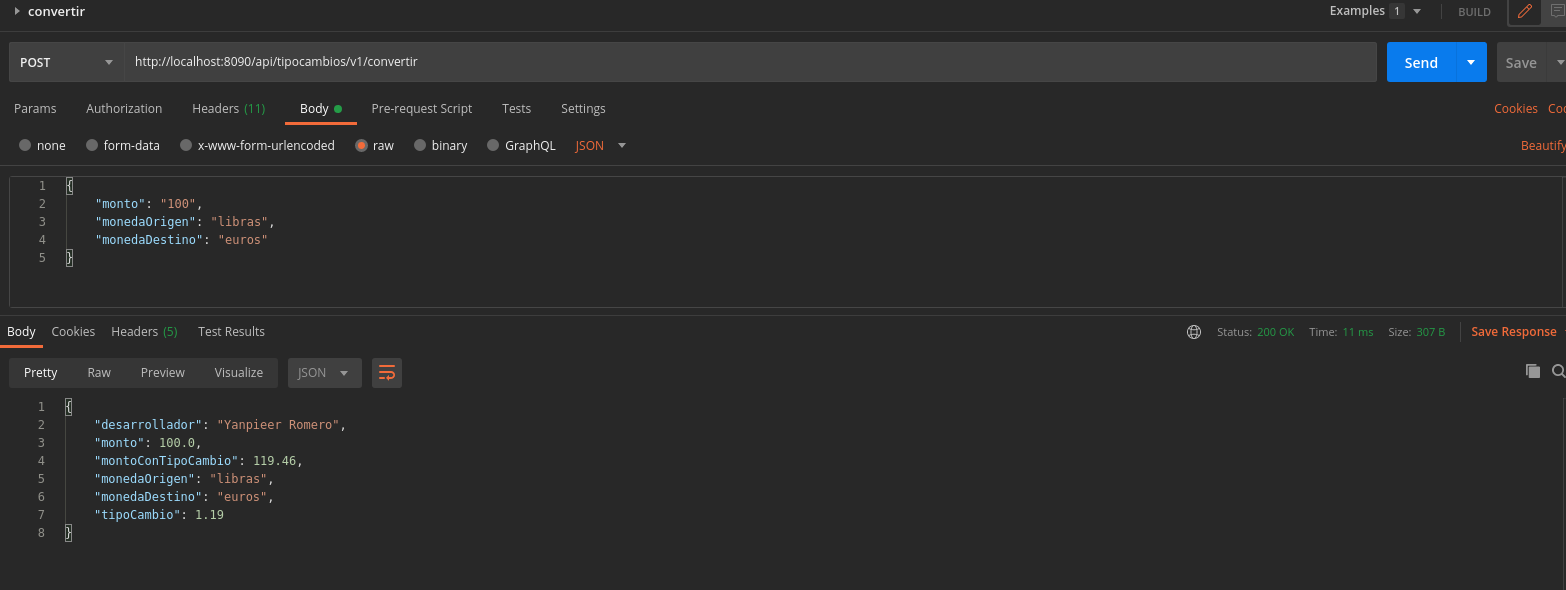 convertir
Examples 1
BUILD
POST
http://localhost:8090/api/tipocambios/v1/convertir
Send
Save
Params Authorization Headers (11) Body Pre-request Script Tests Settings
Cookies
none form-data x-www-form-urlencoded raw binary GraphQL JSON
Beautify
1 {
2 "monto": "100",
3 "monedaOrigen": "libras",
4 "monedaDestino": "euros"
5 }
Body Cookies Headers (5) Test Results
Status: 200 OK Time: 11 ms Size: 307 B Save Response
Pretty Raw Preview Visualize JSON
1 {
2 "desarrollador": "Yanpieer Romero",
3 "monto": 100.0,
4 "montoConTipoCambio": 119.46,
5 "monedaOrigen": "libras",
6 "monedaDestino": "euros",
7 "tipoCambio": 1.19
8 }